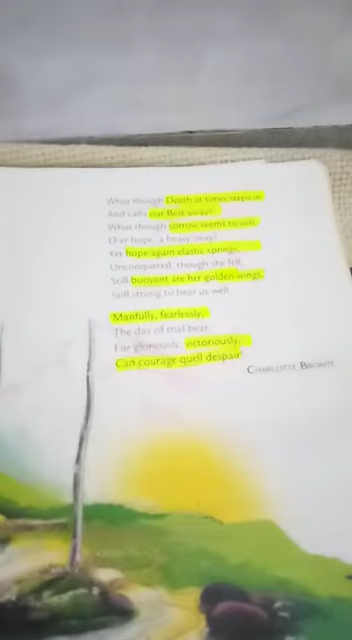 What though Death at times steps in,
And calls our Best away?
What though sorrow seems to win,
O'er hope, a heavy sway?
Yet hope again elastic springs,
Unconquered, though she fell,
Still buoyant are her golden wings,
Still strong to bear us well.
Manfully, fearlessly,
The day of trial bear,
For gloriously, victoriously,
Can courage quell despair!
CHARLOTTE BRONTE